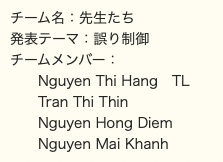 チーム名：先生たち
発表テーマ：誤り制御
チームメンバー：
Nguyen Thi Hang　TL
Tran Thi Thin
Nguyen Hong Diem
Nguyen Mai Khanh